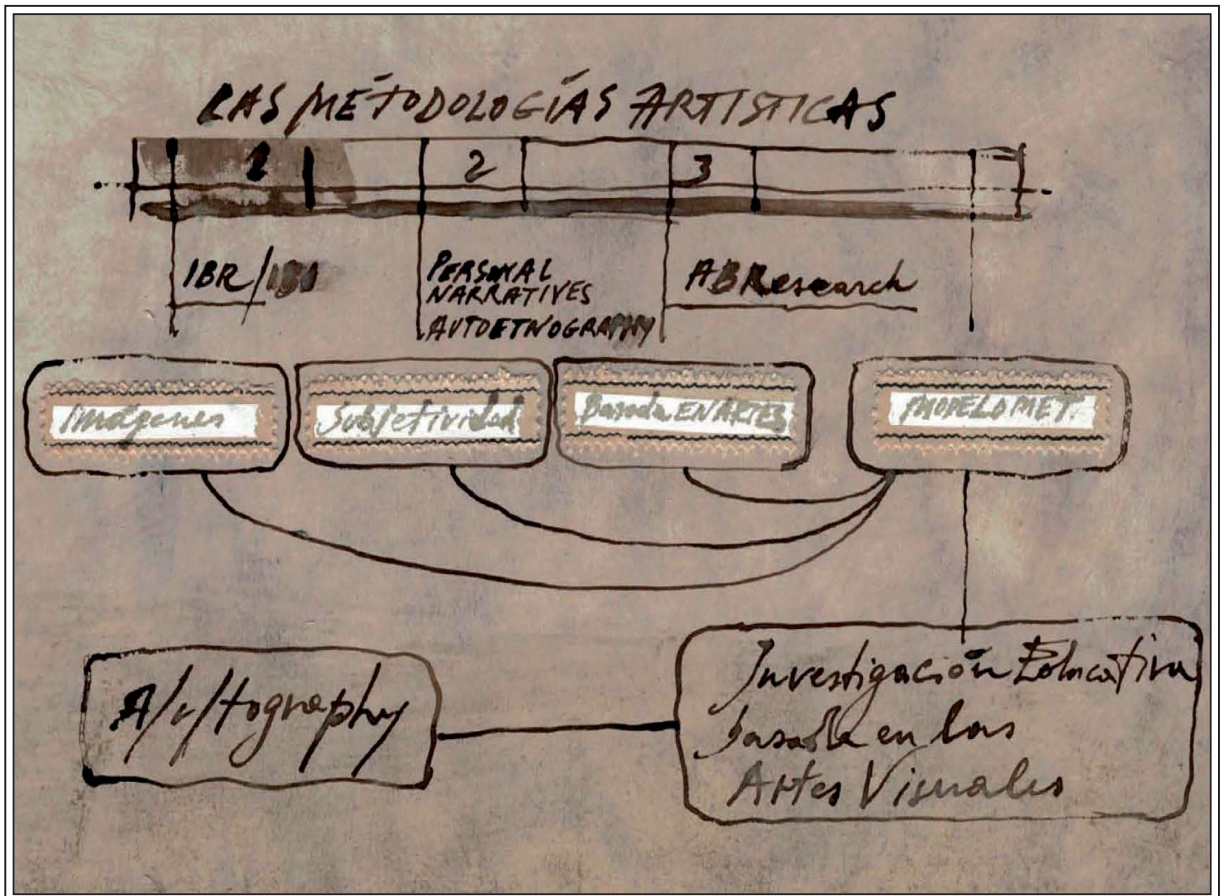 LAS METODOLOGÍAS ARTÍSTICAS
1 2 3
IBR/IBI
PERSONAL
NARRATIVES
AUTOETNOGRAPHY
ABResearch
Imágenes
Subjetividad
Basada EN ARTES
MODELO MET.
A/r/tography
Investigación Educativa
basada en las
Artes Visuales